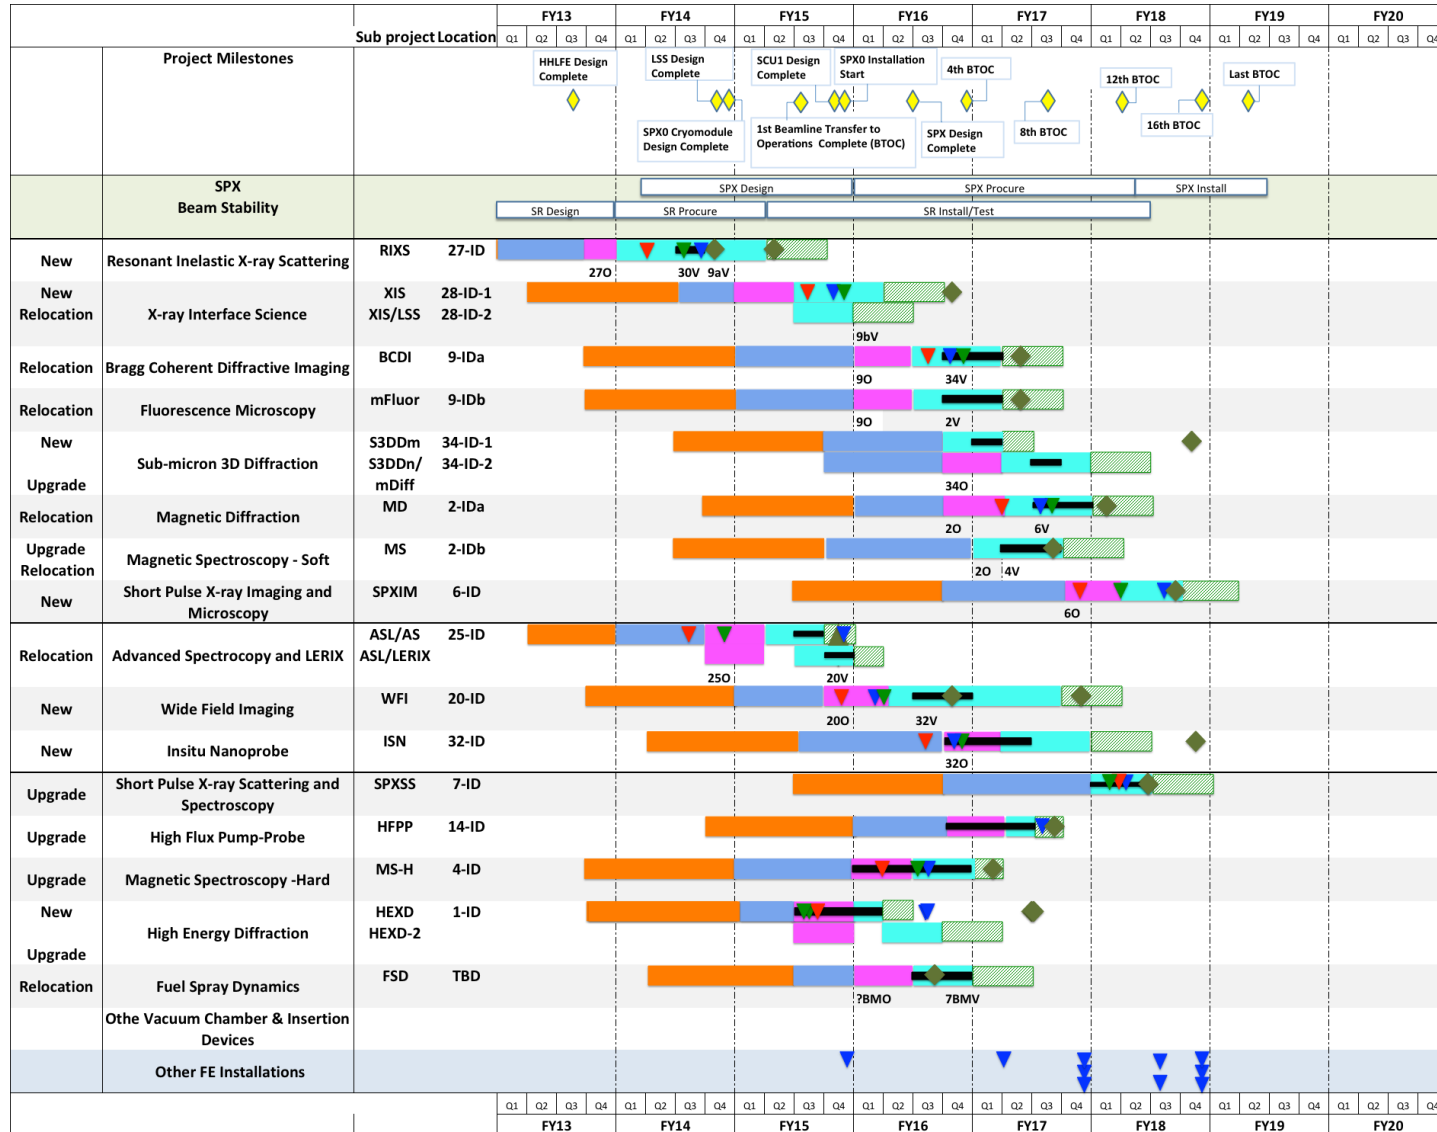 FY13 FY14 FY15 FY16 FY17 FY18 FY19 FY20
Sub project Location Q1 Q2 Q3 Q4 Q1 Q2 Q3 Q4 Q1 Q2 Q3 Q4 Q1 Q2 Q3 Q4 Q1 Q2 Q3 Q4 Q1 Q2 Q3 Q4 Q1 Q2 Q3 Q4 Q1 Q2 Q3 Q4
Project Milestones
HHLFE Design
Complete
LSS Design
Complete
SCU1 Design
Complete
SPX0 Installation
Start
4th BTOC
12th BTOC
Last BTOC
SPX0 Cryomodule
Design Complete
1st Beamline Transfer to
Operations Complete (BTOC)
SPX Design
Complete
8th BTOC
16th BTOC
SPX
Beam Stability
SPX Design SPX Procure SPX Install
SR Design SR Procure SR Install/Test
New Resonant Inelastic X-ray Scattering RIXS 27-ID
27O 30V 9aV
New
Relocation
X-ray Interface Science
XIS 28-ID-1
XIS/LSS 28-ID-2
9bV
Relocation Bragg Coherent Diffractive Imaging BCDI 9-IDa
9O 34V
Relocation Fluorescence Microscopy mFluor 9-IDb
9O 2V
New
Upgrade
Sub-micron 3D Diffraction
S3DDm 34-ID-1
S3DDn/ 34-ID-2
mDiff
34O
Relocation Magnetic Diffraction MD 2-IDa
2O 6V
Upgrade
Relocation
Magnetic Spectroscopy - Soft MS 2-IDb
2O 4V
New
Short Pulse X-ray Imaging and
Microscopy
SPXIM 6-ID
6O
Relocation Advanced Spectrocopy and LERIX
ASL/AS 25-ID
ASL/LERIX
25O 20V
New Wide Field Imaging WFI 20-ID
20O 32V
New Insitu Nanoprobe ISN 32-ID
32O
Upgrade
Short Pulse X-ray Scattering and
Spectroscopy
SPXSS 7-ID
Upgrade High Flux Pump-Probe HFPP 14-ID
Upgrade Magnetic Spectroscopy -Hard MS-H 4-ID
New
Upgrade
High Energy Diffraction
HEXD 1-ID
HEXD-2
Relocation Fuel Spray Dynamics FSD TBD
?BMO 7BMV
Othe Vacuum Chamber & Insertion
Devices
Other FE Installations
Q1 Q2 Q3 Q4 Q1 Q2 Q3 Q4 Q1 Q2 Q3 Q4 Q1 Q2 Q3 Q4 Q1 Q2 Q3 Q4 Q1 Q2 Q3 Q4 Q1 Q2 Q3 Q4 Q1 Q2 Q3 Q4
FY13 FY14 FY15 FY16 FY17 FY18 FY19 FY20